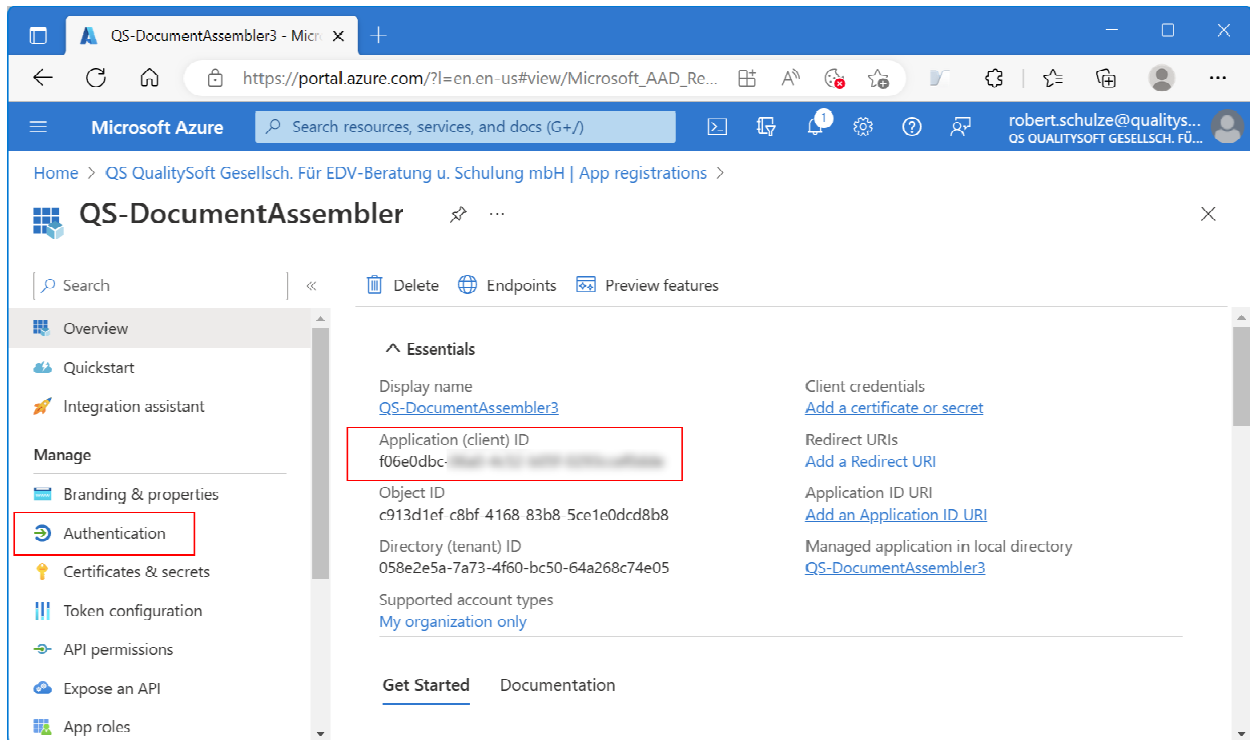 QS-DocumentAssembler3 - Micr
https://portal.azure.com/?l=en.en-us#view/Microsoft_AAD_Re...
Microsoft Azure
Search resources, services, and docs (G+/)
1
robert.schulze@qualitys...
QS QUALITYSOFT GESELLSCH. FÜ...
Home > QS QualitySoft Gesellsch. Für EDV-Beratung u. Schulung mbH | App registrations >
QS-DocumentAssembler
...
Search
«
Delete
Endpoints
Preview features
Overview
Quickstart
Integration assistant
Manage
Branding & properties
Authentication
Certificates & secrets
Token configuration
API permissions
Expose an API
App roles
Essentials
Display name
QS-DocumentAssembler3
Application (client) ID
f06e0dbc-
Object ID
c913d1ef-c8bf-4168-83b8-5ce1e0dcd8b8
Directory (tenant) ID
058e2e5a-7a73-4f60-bc50-64a268c74e05
Supported account types
My organization only
Client credentials
Add a certificate or secret
Redirect URIs
Add a Redirect URI
Application ID URI
Add an Application ID URI
Managed application in local directory
QS-DocumentAssembler3
Get Started
Documentation